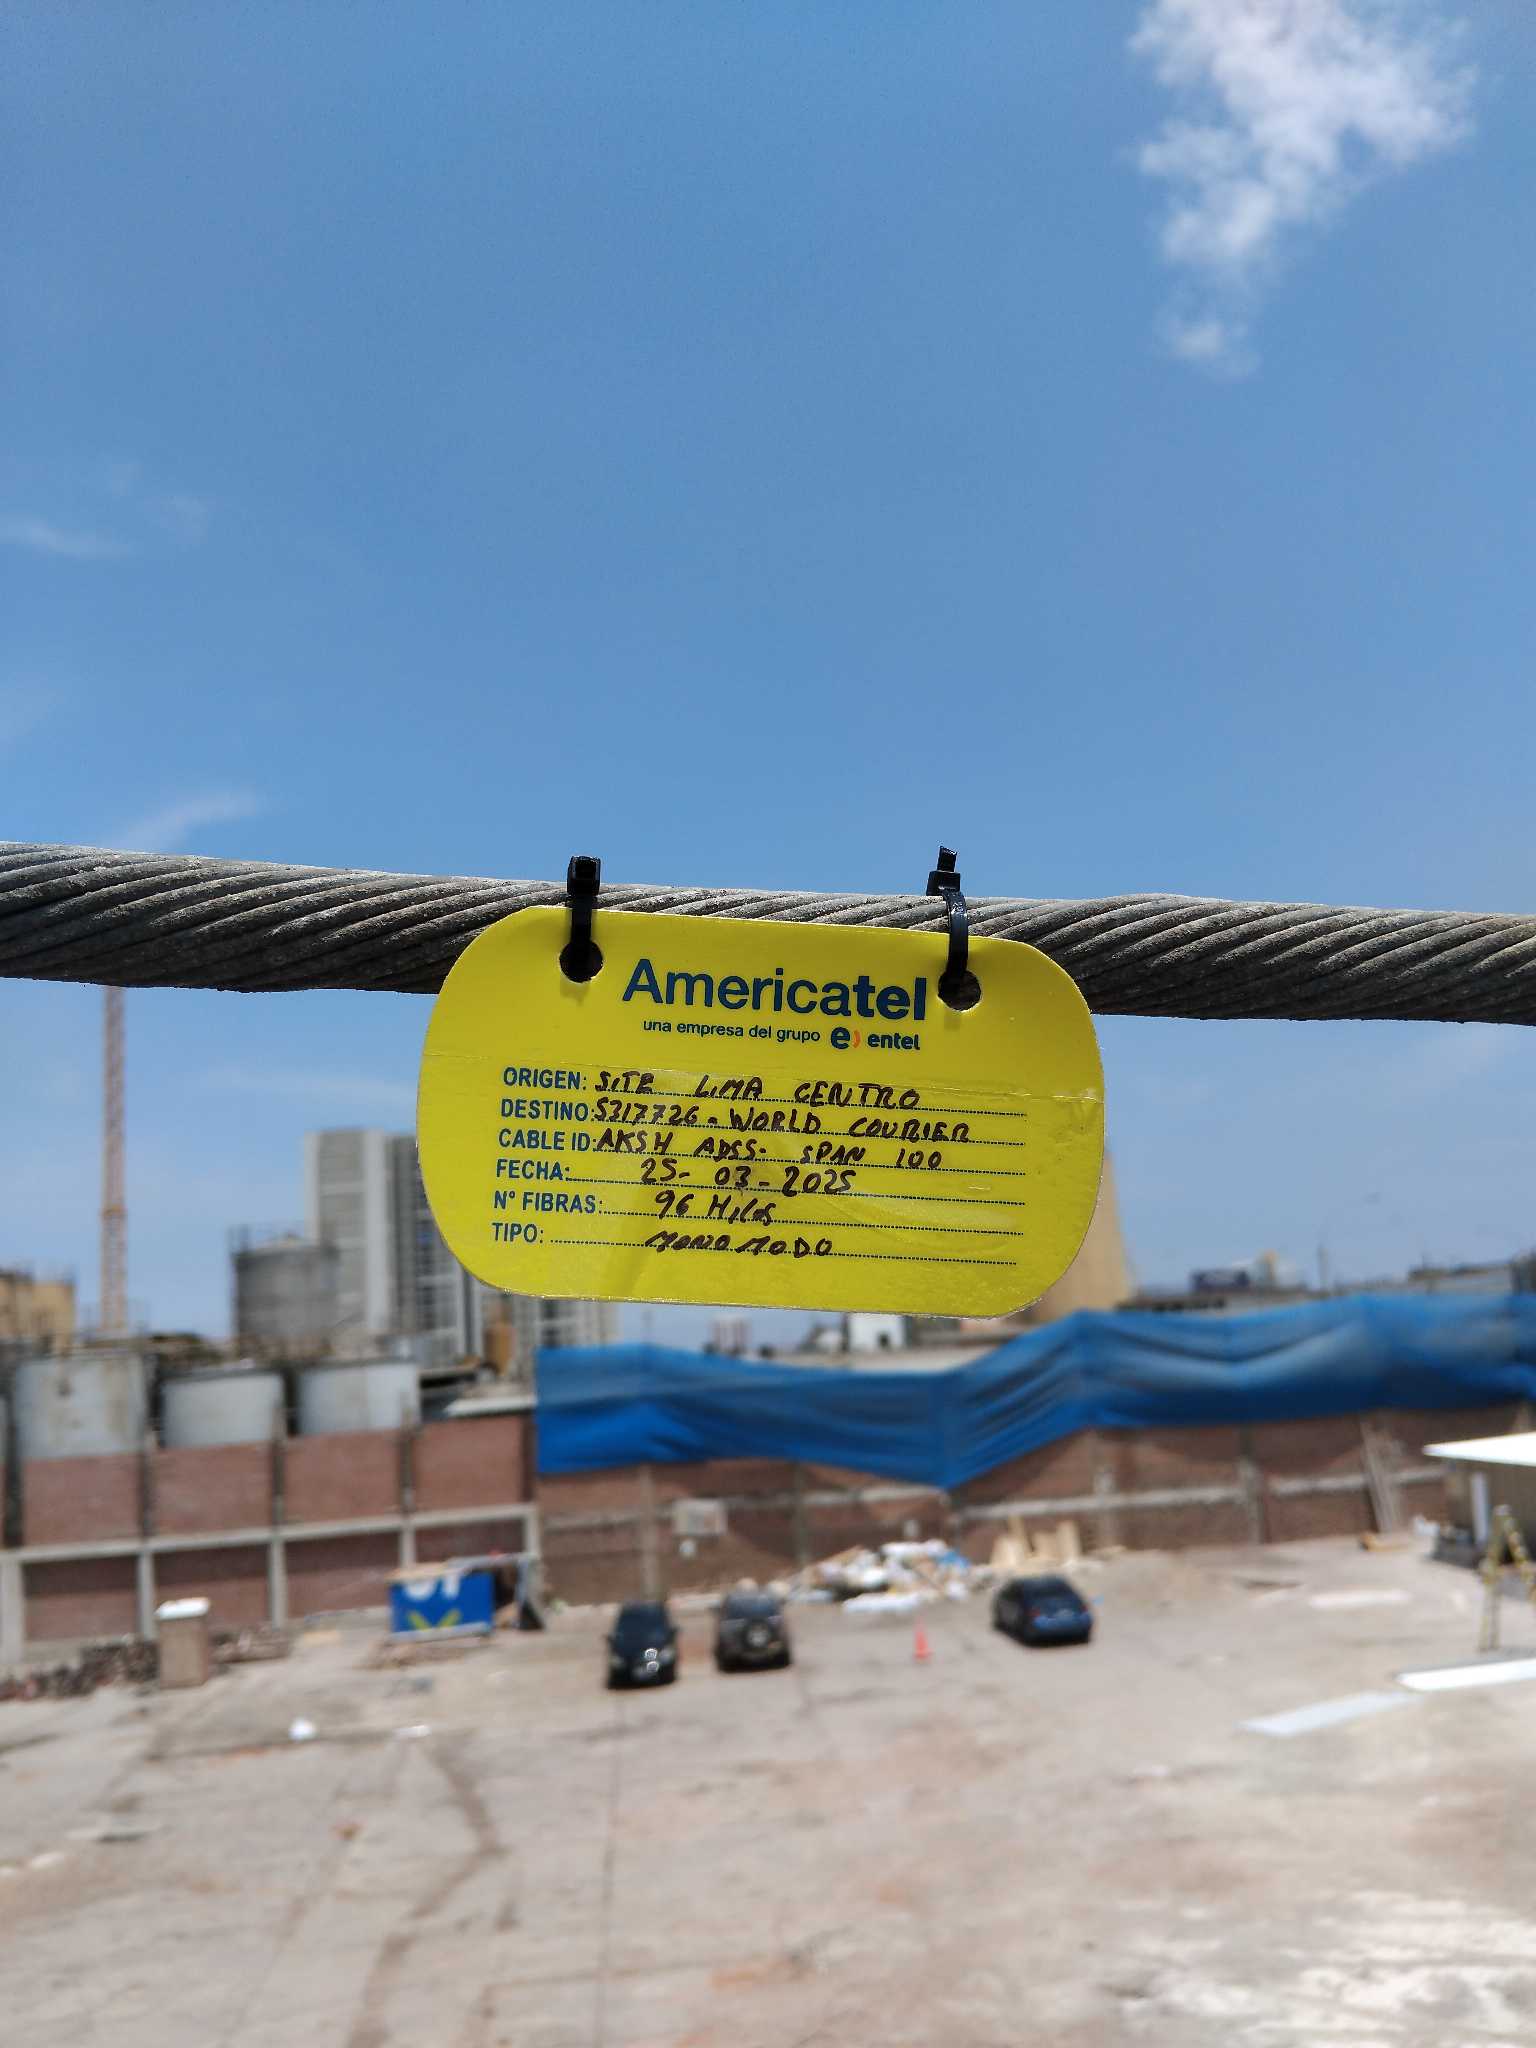 Americatel
una empresa del grupo e) entel
ORIGEN: SITE LIMA CENTRO
DESTINO: S317726 - WORLD COURIER
CABLE ID: AKSH ADSS - SPAN 100
FECHA: 25 - 03 - 2025
N° FIBRAS: 96 Hilos
TIPO: MONOMODO